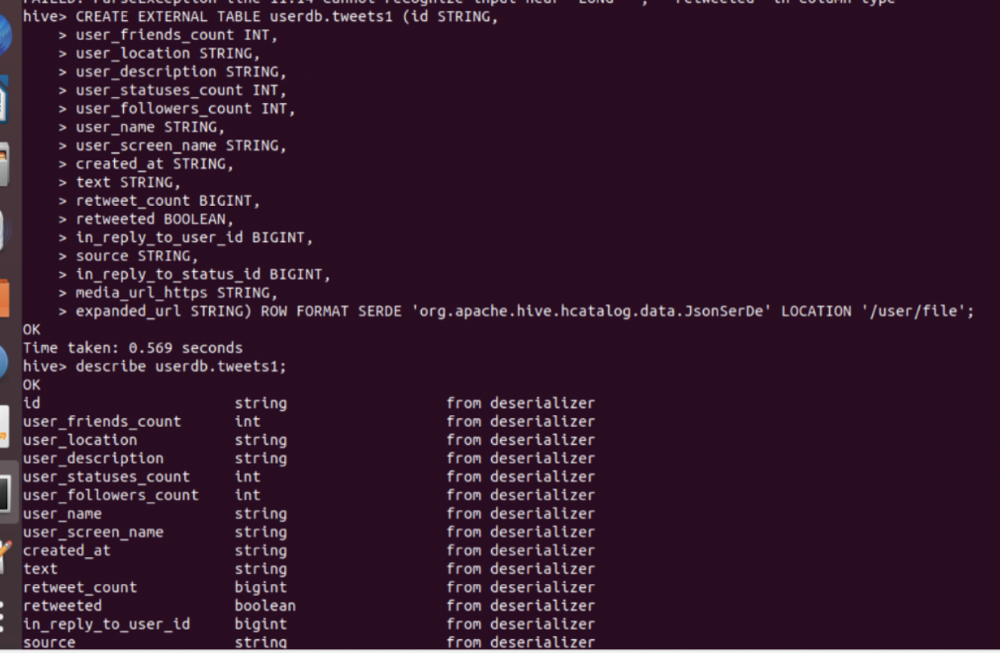 FAILED: ParseException line 11:14 cannot recognize input near 'LONG' ',' 'retweeted' in column type
hive> CREATE EXTERNAL TABLE userdb.tweets1 (id STRING,
> user_friends_count INT,
> user_location STRING,
> user_description STRING,
> user_statuses_count INT,
> user_followers_count INT,
> user_name STRING,
> user_screen_name STRING,
> created_at STRING,
> text STRING,
> retweet_count BIGINT,
> retweeted BOOLEAN,
> in_reply_to_user_id BIGINT,
> source STRING,
> in_reply_to_status_id BIGINT,
> media_url_https STRING,
> expanded_url STRING) ROW FORMAT SERDE 'org.apache.hive.hcatalog.data.JsonSerDe' LOCATION '/user/file';
OK
Time taken: 0.569 seconds
hive> describe userdb.tweets1;
OK
id string from deserializer
user_friends_count int from deserializer
user_location string from deserializer
user_description string from deserializer
user_statuses_count int from deserializer
user_followers_count int from deserializer
user_name string from deserializer
user_screen_name string from deserializer
created_at string from deserializer
text string from deserializer
retweet_count bigint from deserializer
retweeted boolean from deserializer
in_reply_to_user_id bigint from deserializer
source string from deserializer